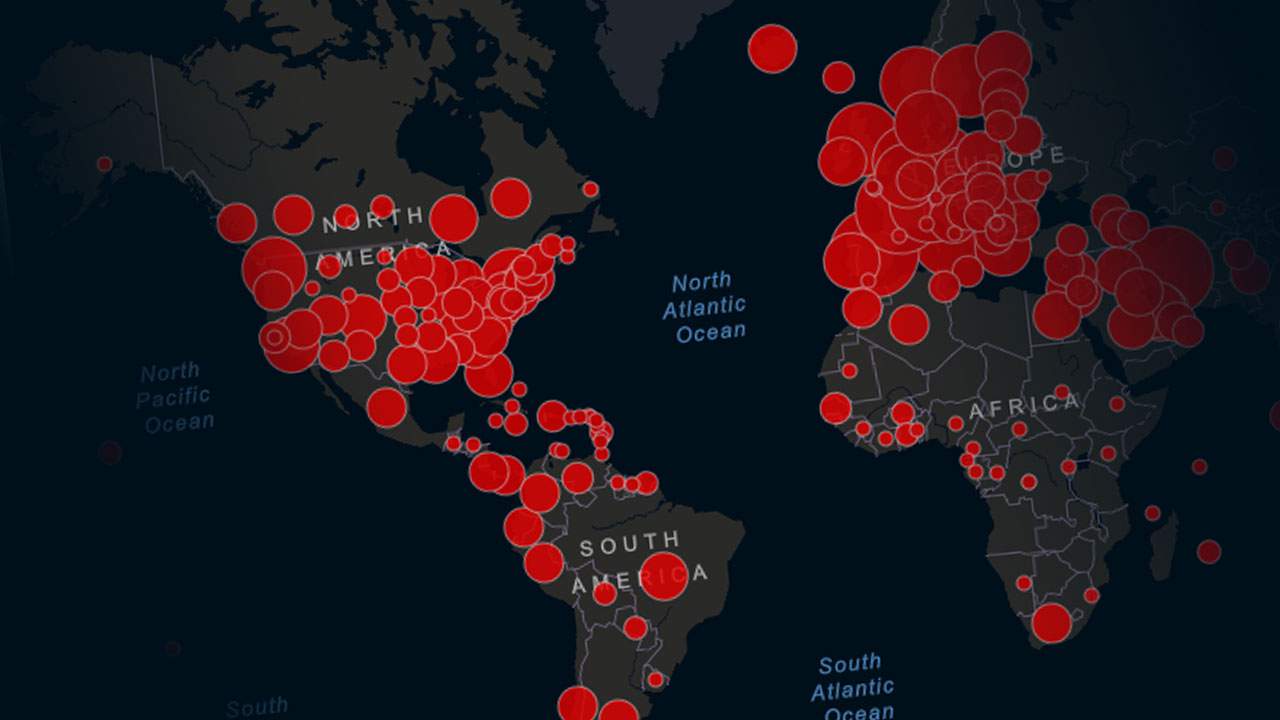 NORTH
AMERICA
EUROPE
North
Atlantic
Ocean
North
Pacific
Ocean
AFRICA
SOUTH
AMERICA
South
Atlantic
Ocean
South